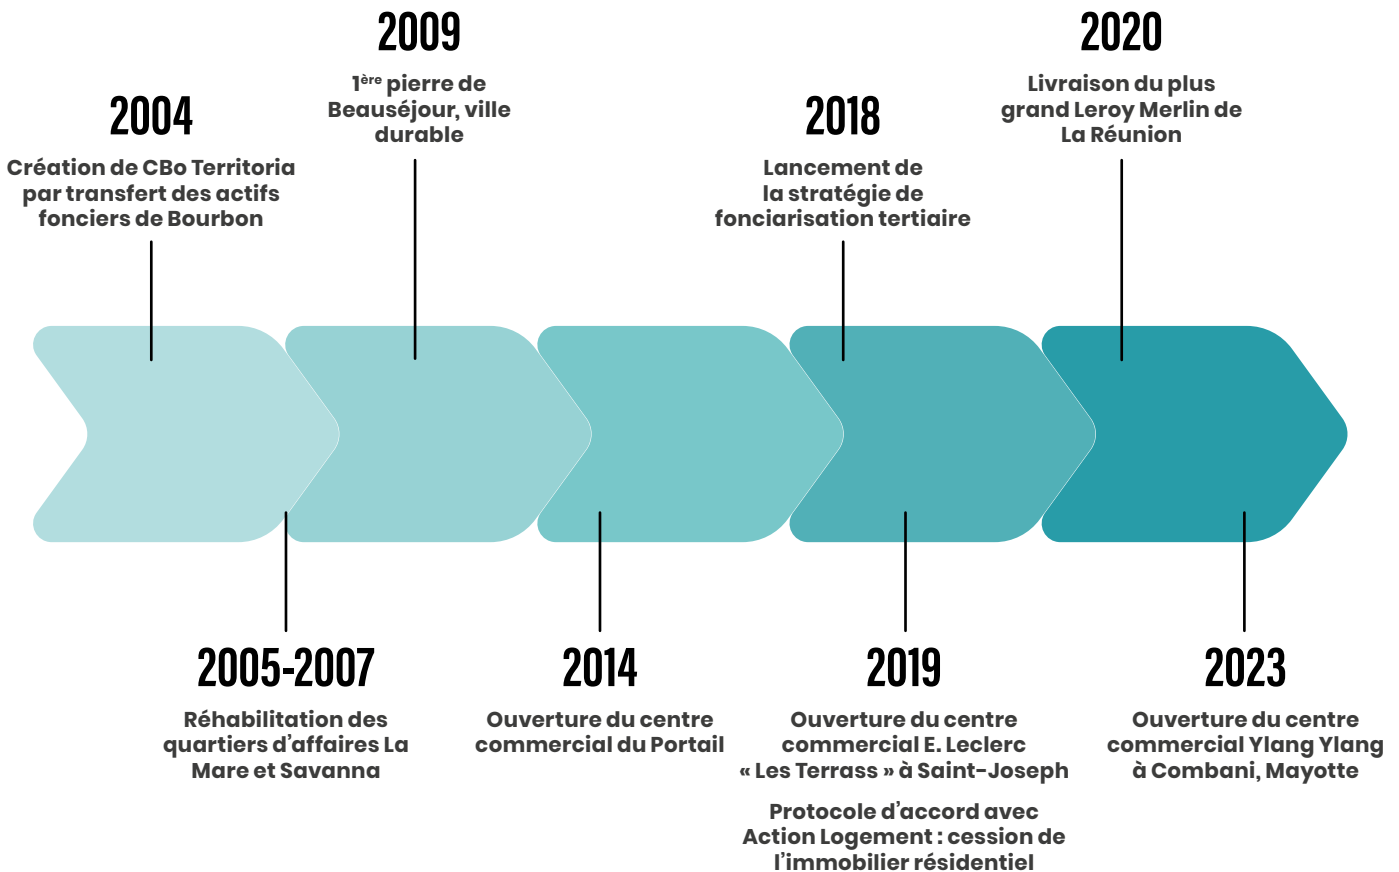 2004
Création de CBo Territoria
par transfert des actifs
fonciers de Bourbon
2005-2007
Réhabilitation des
quartiers d’affaires La
Mare et Savanna
2009
1ère pierre de
Beauséjour, ville
durable
2014
Ouverture du centre
commercial du Portail
2018
Lancement de
la stratégie de
fonciarisation tertiaire
2019
Ouverture du centre
commercial E. Leclerc
« Les Terrass » à Saint-Joseph
Protocole d’accord avec
Action Logement : cession de
l’immobilier résidentiel
2020
Livraison du plus
grand Leroy Merlin de
La Réunion
2023
Ouverture du centre
commercial Ylang Ylang
à Combani, Mayotte